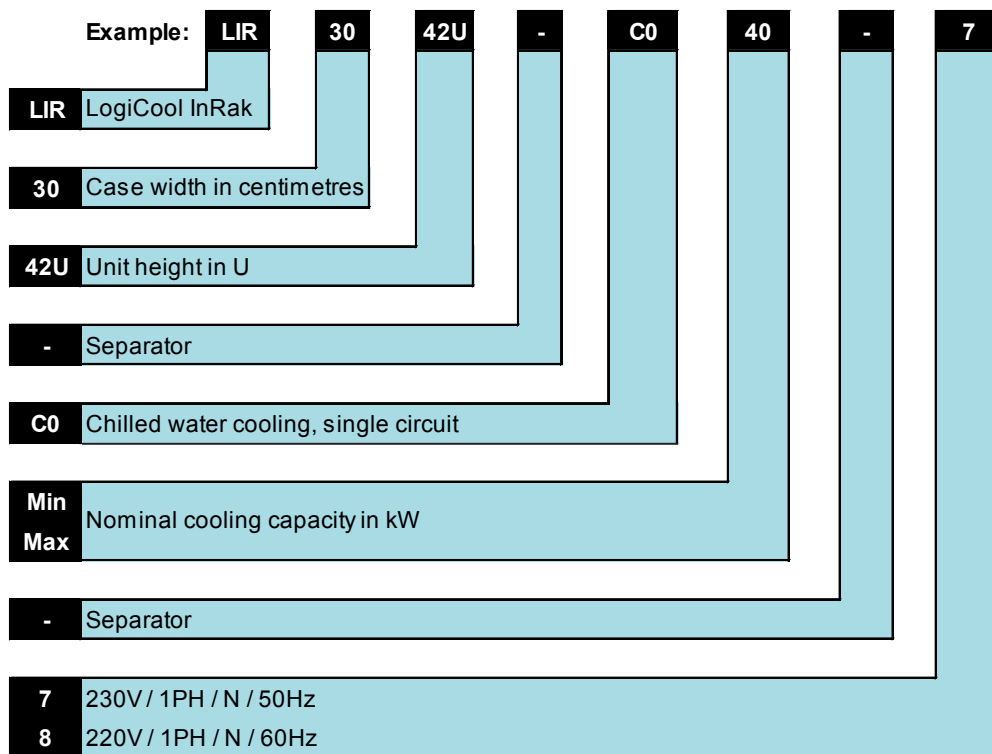 Example: LIR 30 42U - C0 40 - 7
LIR LogiCool InRak
30 Case width in centimetres
42U Unit height in U
- Separator
C0 Chilled water cooling, single circuit
Min
Nominal cooling capacity in kW
Max
- Separator
7 230V / 1PH / N / 50Hz
8 220V / 1PH / N / 60Hz